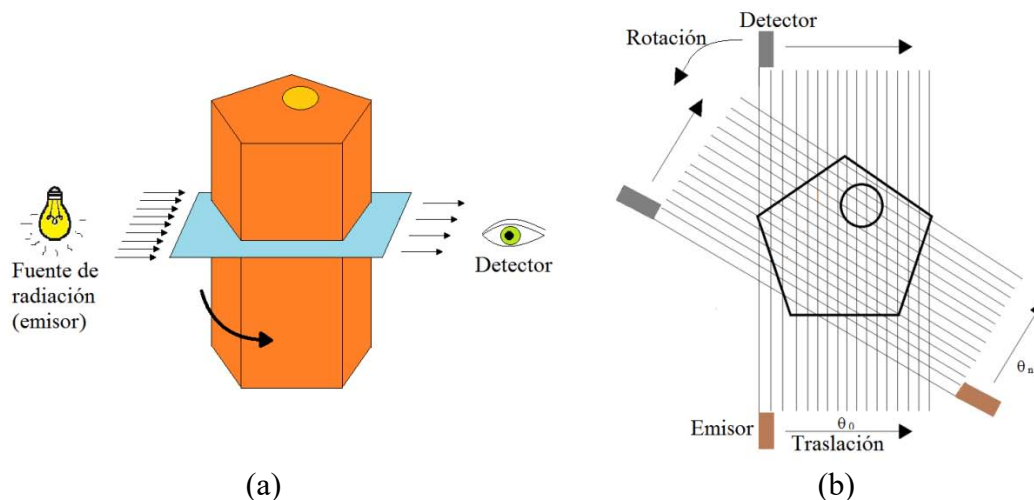 Fuente de
radiación
(emisor)
Detector
(a)
Detector
Rotación
θn
Emisor
θ0
Traslación
(b)